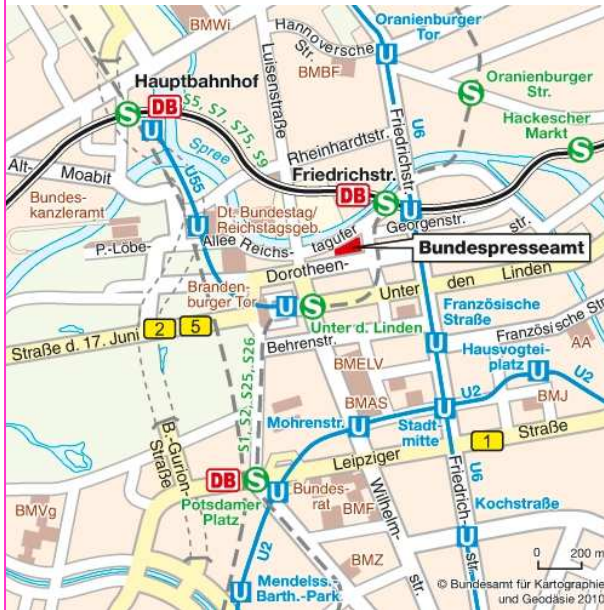 BMWi
Hannoversche
Str.
Oranienburger
Tor
U
Luisenstraße
BMBF
Hauptbahnhof
S
DB
U
S5, S7, S75, S9
U6
Oranienburger
Str.
S
Hackescher
Markt
S
Rheinhardtstr.
Friedrichstr.
Spree
Alt-
Moabit
U55
Friedrichstr.
DB
S
U
Bundes-
kanzleramt
U
Dt. Bundestag/
Reichstagsgeb.
Georgenstr.
P.-Löbe-
Allee
Reichs-
tagufer
Bundespresseamt
Dorotheen-
str.
Branden-
burger Tor
U
S
Unter den Linden
Unter d. Linden
Französische
Straße
U
Französische Str.
Straße d. 17. Juni
2
5
Behrenstr.
S1, S2, S25, S26
BMELV
Hausvogtei-
platz
U
AA
U2
BMAS
BMJ
Mohrenstr.
U
Stadt-
mitte
U
1
B.-Gurion-
Straße
Leipziger
Straße
DB
S
Potsdamer
Platz
U
Bundes-
rat
BMF
Wilhelm-
str.
Friedrich-
str.
U6
Kochstraße
U
BMVg
U2
BMZ
0
200 m
Mendelss.-
Barth.-Park
U
© Bundesamt für Kartographie
und Geodäsie 2010